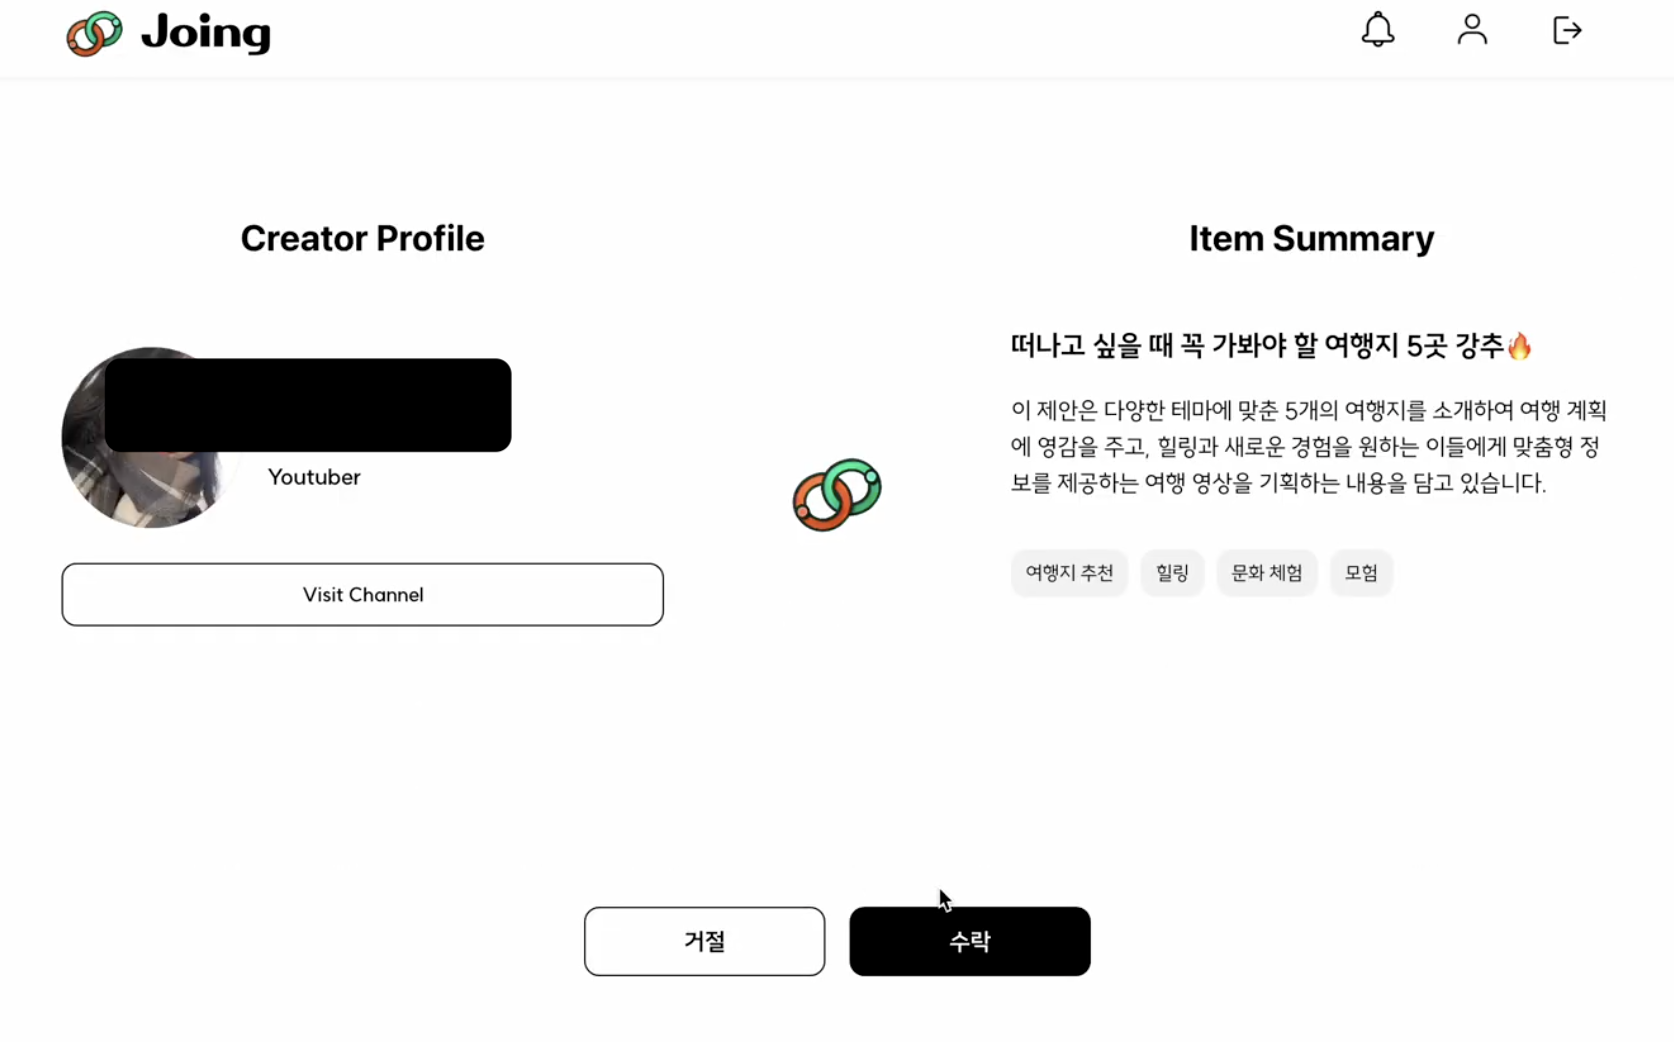 Joing
Creator Profile
Youtuber
Visit Channel
Item Summary
떠나고 싶을 때 꼭 가봐야 할 여행지 5곳 강추🔥
이 제안은 다양한 테마에 맞춘 5개의 여행지를 소개하여 여행 계획
에 영감을 주고, 힐링과 새로운 경험을 원하는 이들에게 맞춤형 정
보를 제공하는 여행 영상을 기획하는 내용을 담고 있습니다.
여행지 추천 힐링 문화 체험 모험
거절 수락